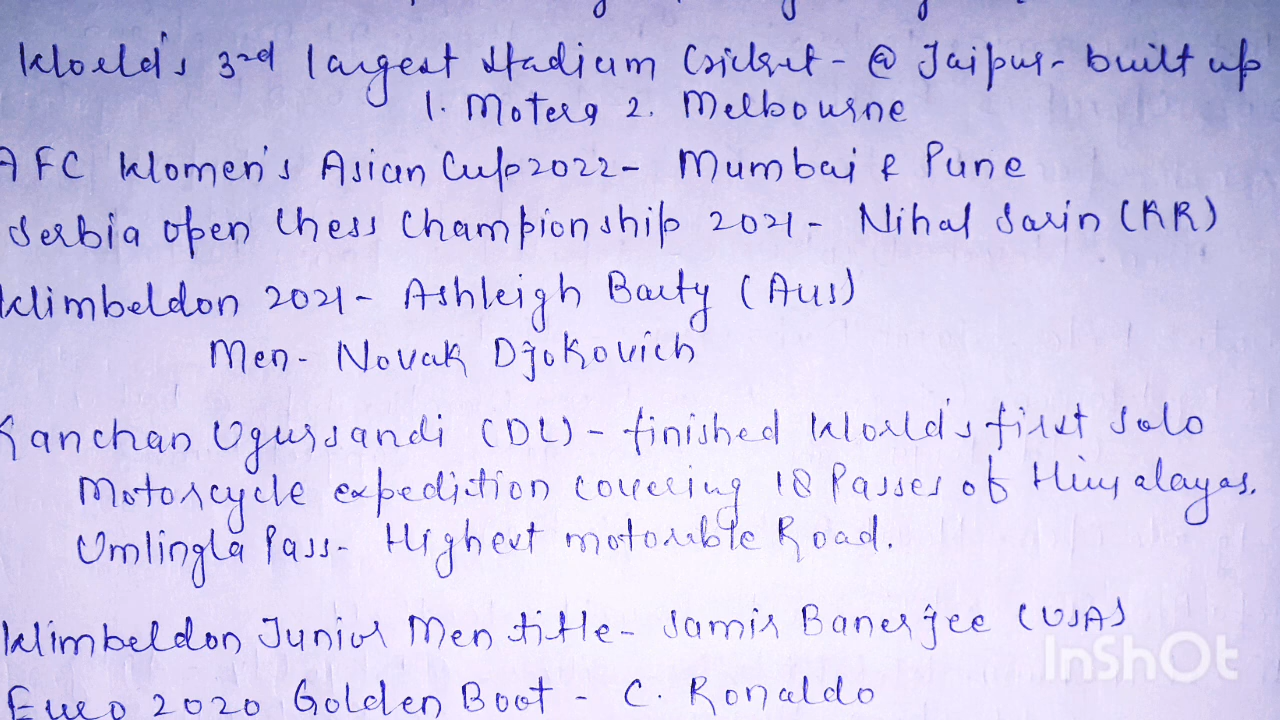 World's 3rd largest stadium Cricket - @ Jaipur - built up
1. Motera 2. Melbourne
AFC Women's Asian Cup 2022 - Mumbai & Pune
Serbia open Chess Championship 2021 - Nihal Sarin (KR)
Wimbeldon 2021 - Ashleigh Barty (Aus)
Men - Novak Djokovich
Kanchan Ugursandi (DL) - finished World's first Solo
Motorcycle expedition covering 18 Passes of Himalayas.
Umlingla Pass - Highest motorable Road.
Wimbeldon Junior Men title - Samir Banerjee (USA)
Euro 2020 Golden Boot - C. Ronaldo
InShOt